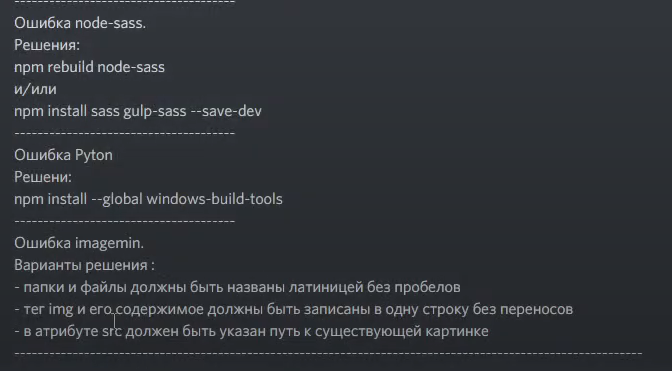 --------------------------------------
Ошибка node-sass.
Решения:
npm rebuild node-sass
и/или
npm install sass gulp-sass --save-dev
--------------------------------------
Ошибка Pyton
Решени:
npm install --global windows-build-tools
--------------------------------------
Ошибка imagemin.
Варианты решения :
- папки и файлы должны быть названы латиницей без пробелов
- тег img и его содержимое должны быть записаны в одну строку без переносов
- в атрибуте src должен быть указан путь к существующей картинке
--------------------------------------------------------------------------------------------------------------